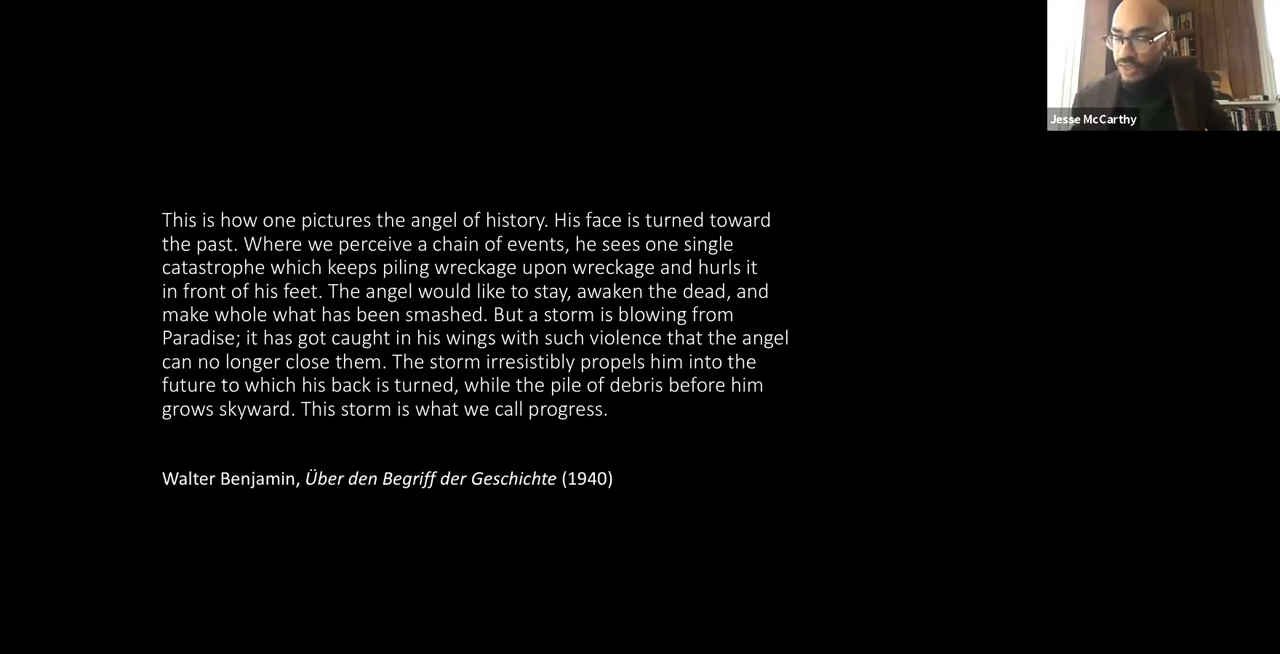 Jesse McCarthy
This is how one pictures the angel of history. His face is turned toward
the past. Where we perceive a chain of events, he sees one single
catastrophe which keeps piling wreckage upon wreckage and hurls it
in front of his feet. The angel would like to stay, awaken the dead, and
make whole what has been smashed. But a storm is blowing from
Paradise; it has got caught in his wings with such violence that the angel
can no longer close them. The storm irresistibly propels him into the
future to which his back is turned, while the pile of debris before him
grows skyward. This storm is what we call progress.
Walter Benjamin, Über den Begriff der Geschichte (1940)